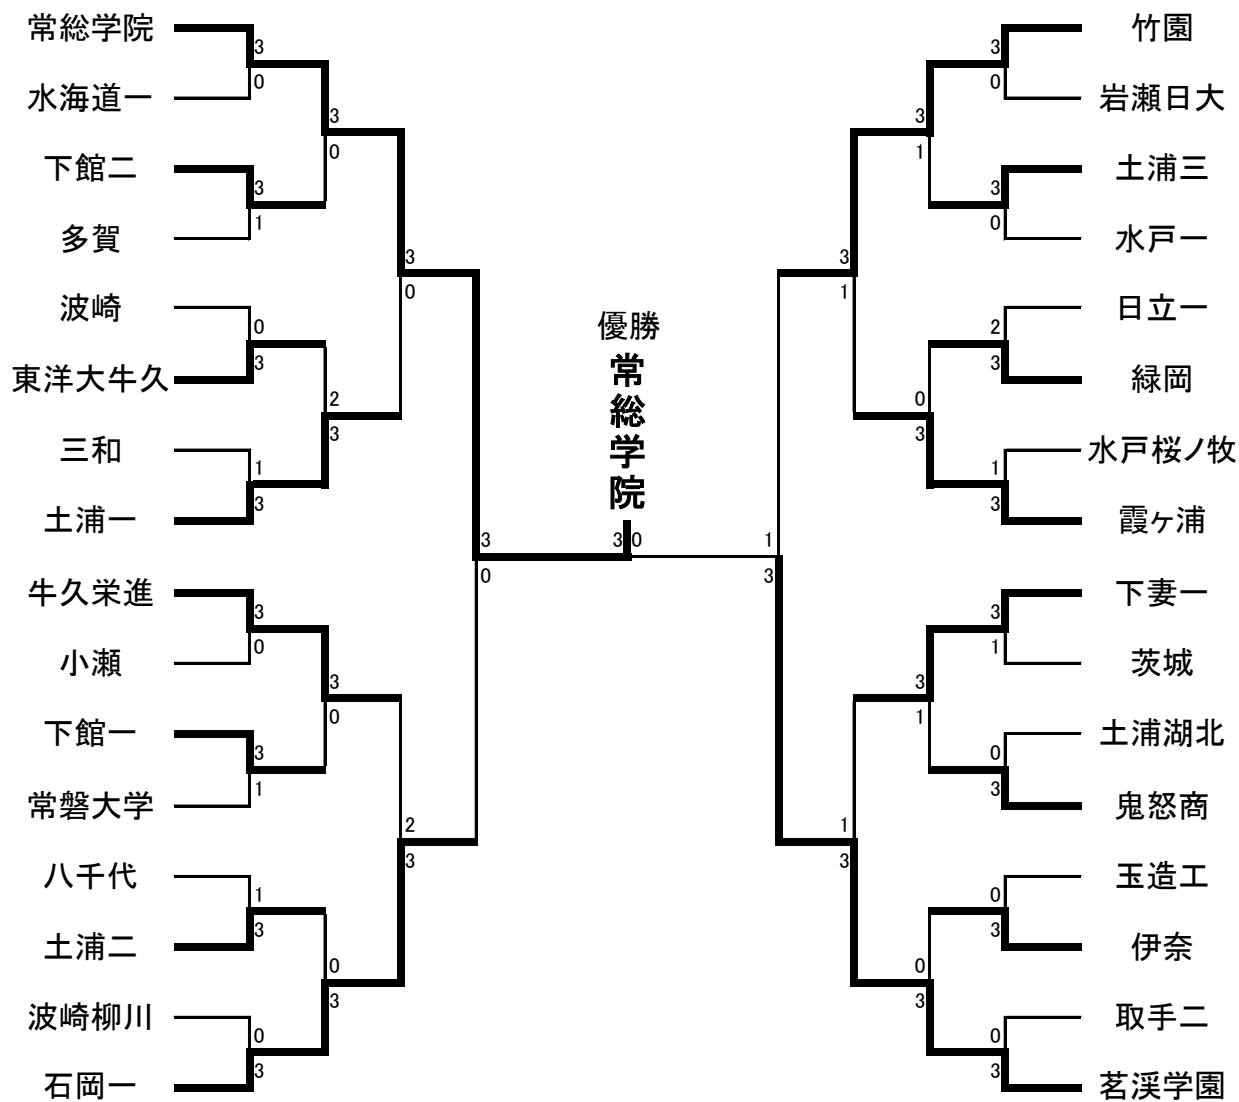 常総学院
3
0
水海道一
3
0
下館二
3
1
多賀
3
0
波崎
0
3
東洋大牛久
2
3
三和
1
3
土浦一
3
0
牛久栄進
3
0
小瀬
3
0
下館一
3
1
常磐大学
2
3
八千代
1
3
土浦二
0
3
波崎柳川
0
3
石岡一
優勝
常総学院
3 0
竹園
3
0
岩瀬日大
3
1
土浦三
3
0
水戸一
3
1
日立一
2
3
緑岡
0
3
水戸桜ノ牧
1
3
霞ヶ浦
1
3
下妻一
3
1
茨城
3
1
土浦湖北
0
3
鬼怒商
1
3
玉造工
0
3
伊奈
0
3
取手二
0
3
茗溪学園